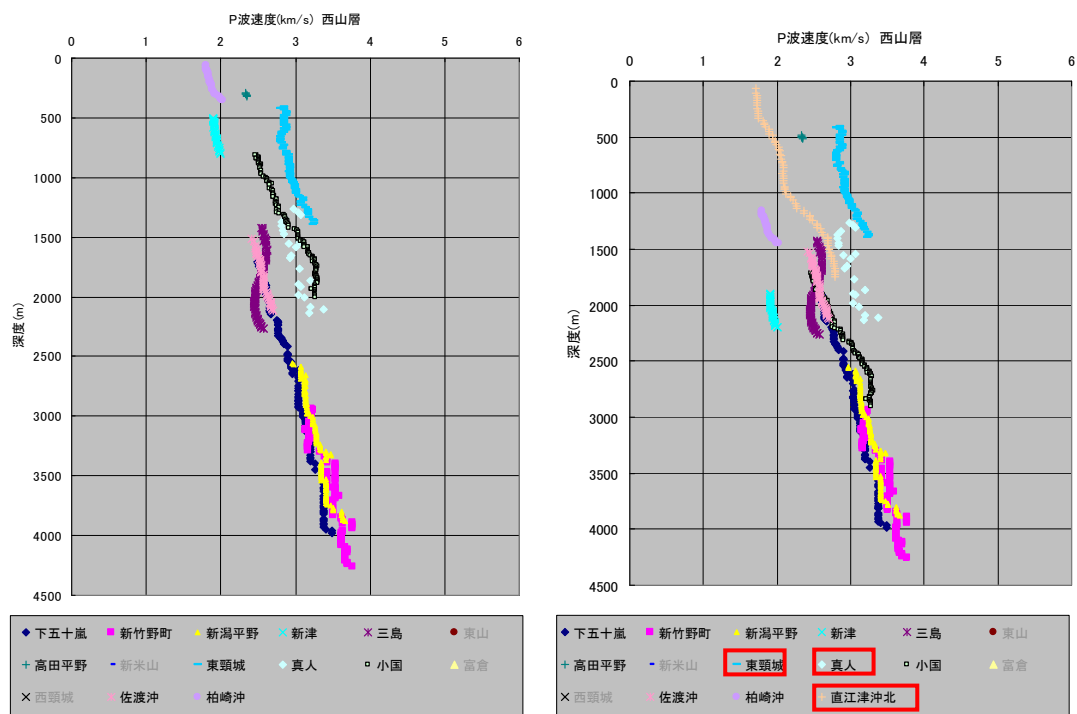 P波速度(km/s) 西山層
0 1 2 3 4 5 6
0
500
1000
1500
2000
2500
3000
3500
4000
4500
深度(m)
下五十嵐 新竹野町 新潟平野 新津 三島 東山
高田平野 新米山 東頸城 真人 小国 富倉
西頸城 佐渡沖 柏崎沖
P波速度(km/s) 西山層
0 1 2 3 4 5 6
0
500
1000
1500
2000
2500
3000
3500
4000
4500
深度(m)
下五十嵐 新竹野町 新潟平野 新津 三島 東山
高田平野 新米山 東頸城 真人 小国 富倉
西頸城 佐渡沖 柏崎沖 直江津沖北